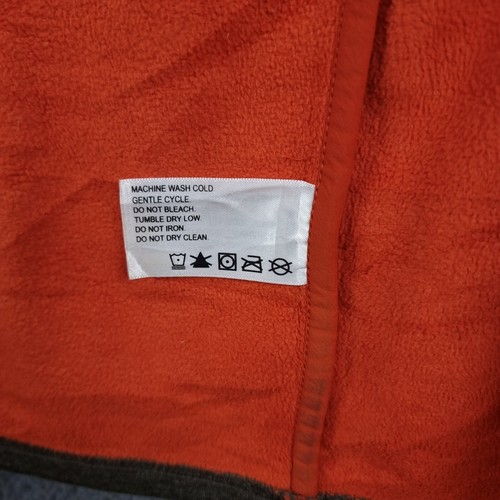 MACHINE WASH COLD
GENTLE CYCLE.
DO NOT BLEACH.
TUMBLE DRY LOW.
DO NOT IRON.
DO NOT DRY CLEAN.